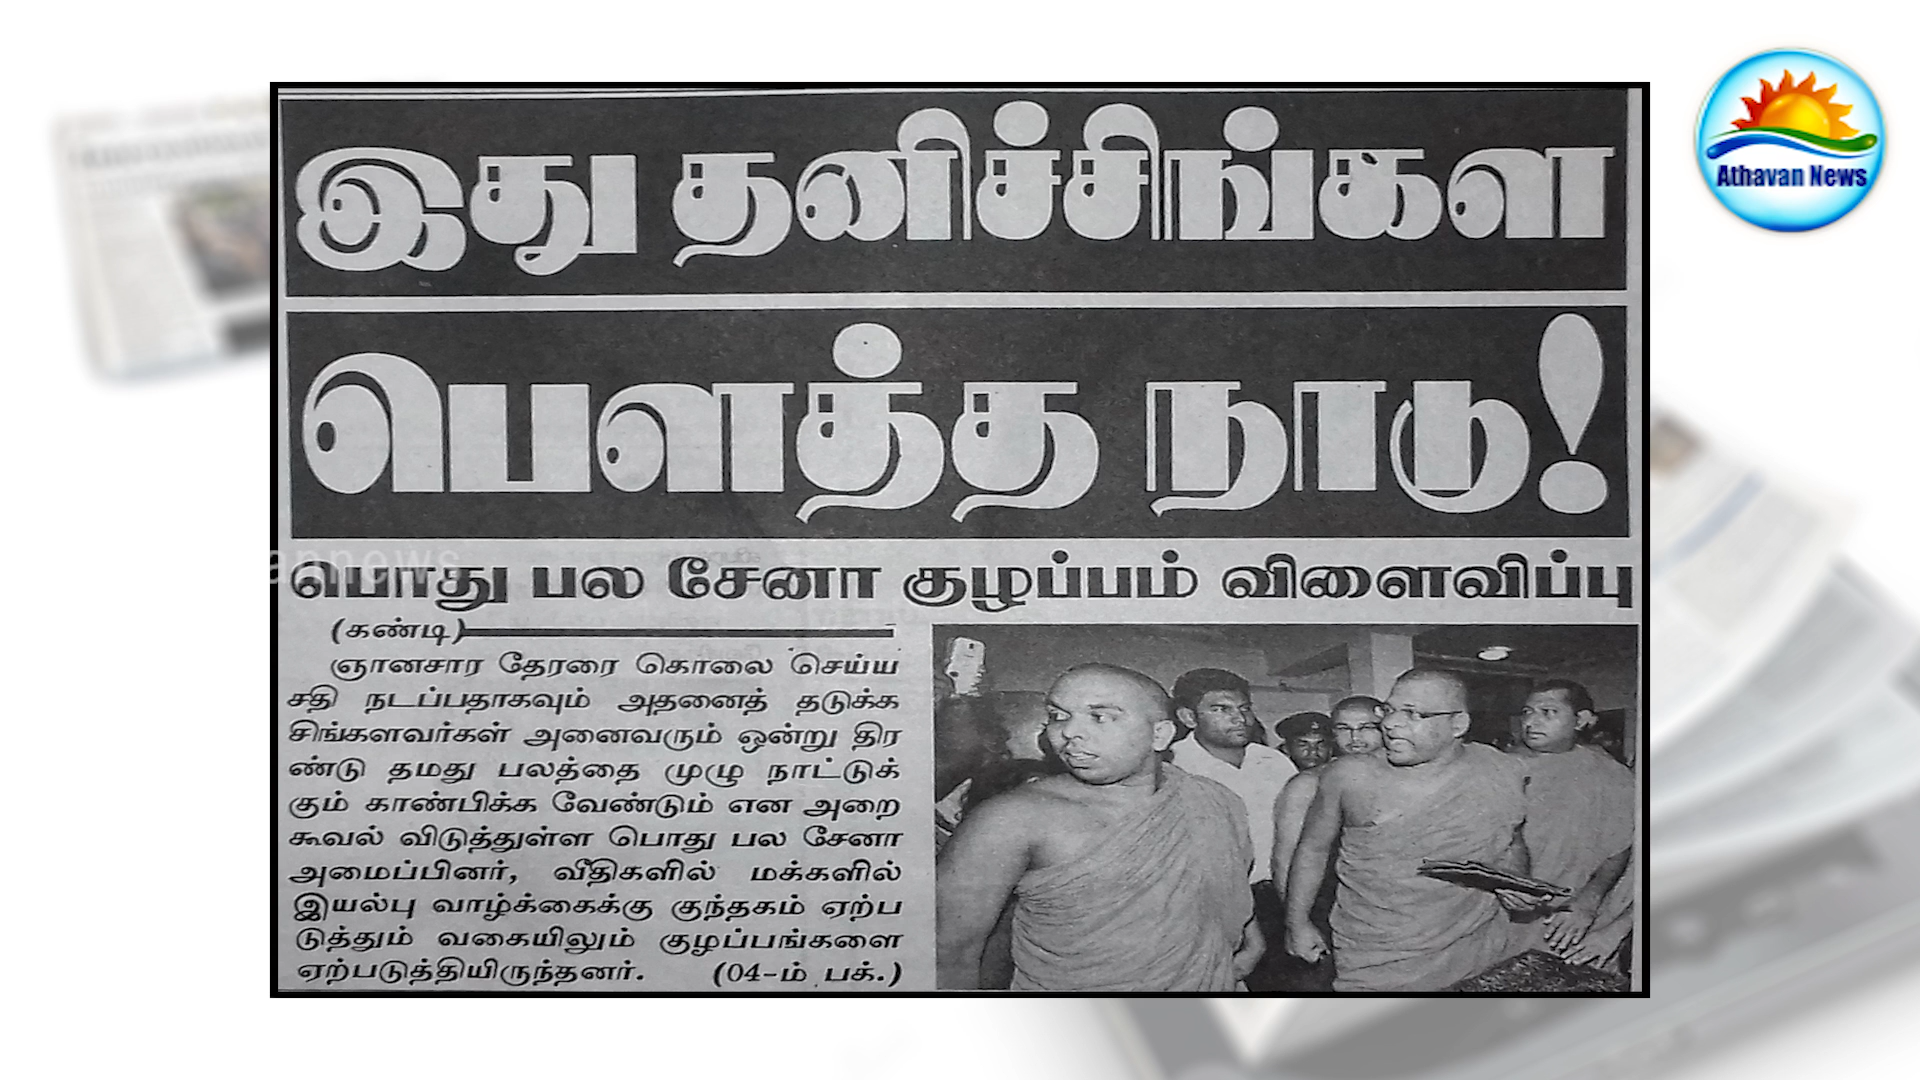 இது தனிச்சிங்கள
பௌத்த நாடு!
பொது பல சேனா குழப்பம் விளைவிப்பு
(கண்டி)
ஞானசார தேரரை கொலை செய்ய
சதி நடப்பதாகவும் அதனைத் தடுக்க
சிங்களவர்கள் அனைவரும் ஒன்று திர
ண்டு தமது பலத்தை முழு நாட்டுக்
கும் காண்பிக்க வேண்டும் என அறை
கூவல் விடுத்துள்ள பொது பல சேனா
அமைப்பினர், வீதிகளில் மக்களில்
இயல்பு வாழ்க்கைக்கு குந்தகம் ஏற்ப
டுத்தும் வகையிலும் குழப்பங்களை
ஏற்படுத்தியிருந்தனர். (04-ம் பக்.)
Athavan News